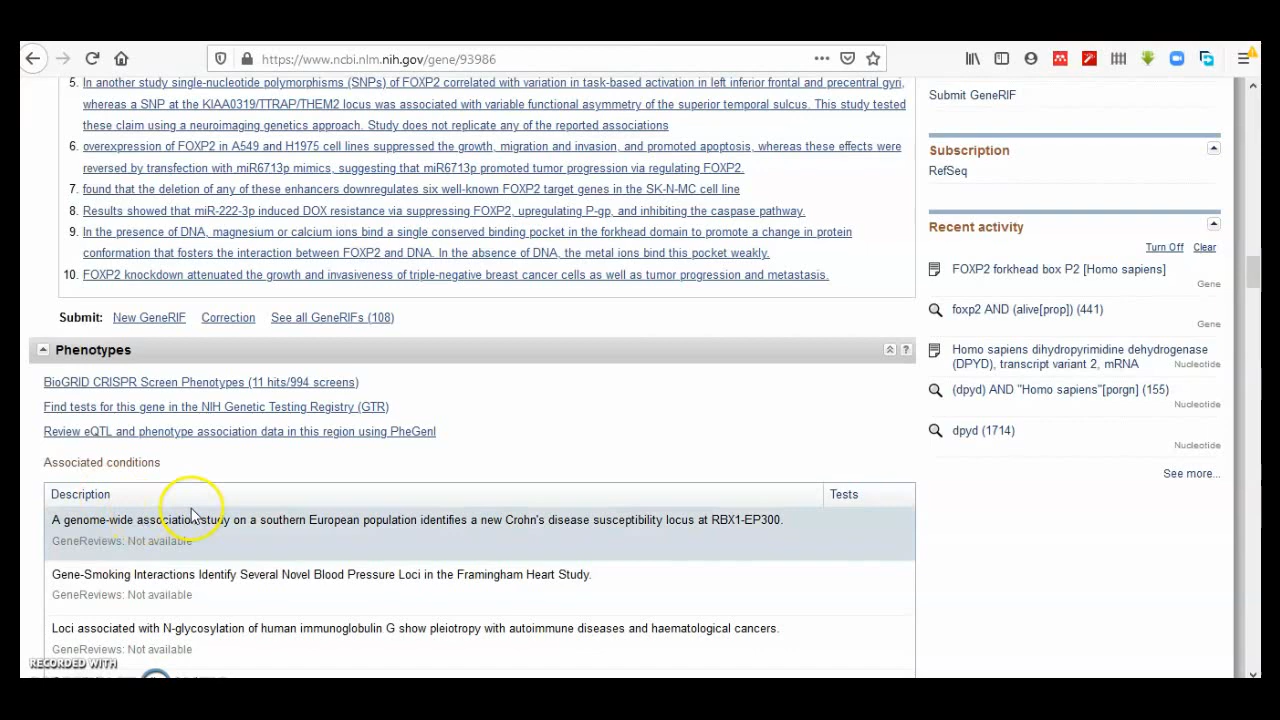 https://www.ncbi.nlm.nih.gov/gene/93986
5. In another study single-nucleotide polymorphisms (SNPs) of FOXP2 correlated with variation in task-based activation in left inferior frontal and precentral gyri,
whereas a SNP at the KIAA0319/TTRAP/THEM2 locus was associated with variable functional asymmetry of the superior temporal sulcus. This study tested
these claim using a neuroimaging genetics approach. Study does not replicate any of the reported associations
6. overexpression of FOXP2 in A549 and H1975 cell lines suppressed the growth, migration and invasion, and promoted apoptosis, whereas these effects were
reversed by transfection with miR6713p mimics, suggesting that miR6713p promoted tumor progression via regulating FOXP2.
7. found that the deletion of any of these enhancers downregulates six well-known FOXP2 target genes in the SK-N-MC cell line
8. Results showed that miR-222-3p induced DOX resistance via suppressing FOXP2, upregulating P-gp, and inhibiting the caspase pathway.
9. In the presence of DNA, magnesium or calcium ions bind a single conserved binding pocket in the forkhead domain to promote a change in protein
conformation that fosters the interaction between FOXP2 and DNA. In the absence of DNA, the metal ions bind this pocket weakly.
10. FOXP2 knockdown attenuated the growth and invasiveness of triple-negative breast cancer cells as well as tumor progression and metastasis.
Submit: New GeneRIF Correction See all GeneRIFs (108)
Phenotypes
?
BioGRID CRISPR Screen Phenotypes (11 hits/994 screens)
Find tests for this gene in the NIH Genetic Testing Registry (GTR)
Review eQTL and phenotype association data in this region using PheGenI
Associated conditions
Description Tests
A genome-wide association study on a southern European population identifies a new Crohn's disease susceptibility locus at RBX1-EP300.
GeneReviews: Not available
Gene-Smoking Interactions Identify Several Novel Blood Pressure Loci in the Framingham Heart Study.
GeneReviews: Not available
Loci associated with N-glycosylation of human immunoglobulin G show pleiotropy with autoimmune diseases and haematological cancers.
GeneReviews: Not available
RECORDED WITH
Submit GeneRIF
Subscription
RefSeq
Recent activity
Turn Off Clear
FOXP2 forkhead box P2 [Homo sapiens]
Gene
foxp2 AND (alive[prop]) (441)
Gene
Homo sapiens dihydropyrimidine dehydrogenase
(DPYD), transcript variant 2, mRNA
Nucleotide
(dpyd) AND "Homo sapiens"[porgn] (155)
Nucleotide
dpyd (1714)
Nucleotide
See more...